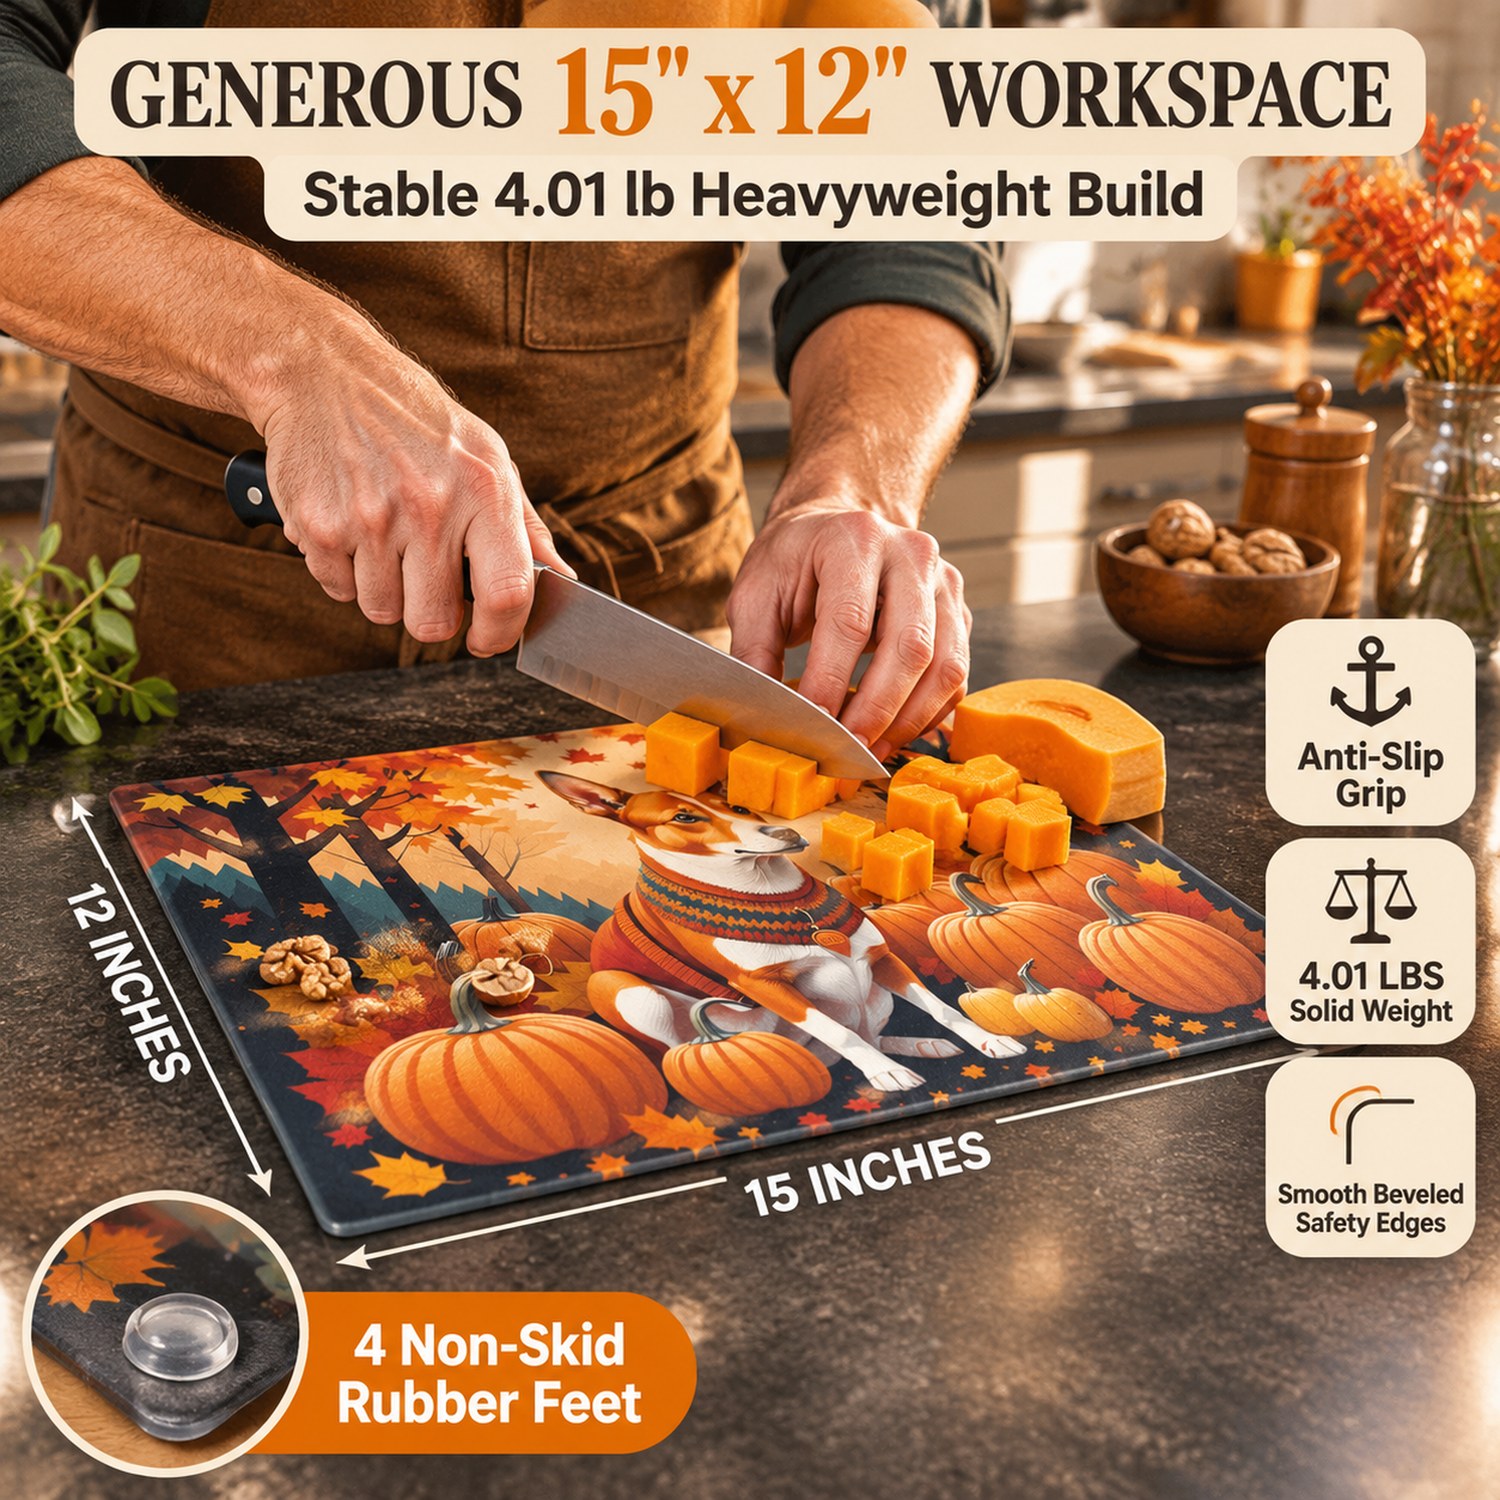 GENEROUS 15" x 12" WORKSPACE
Stable 4.01 lb Heavyweight Build
Anti-Slip
Grip
4.01 LBS
Solid Weight
Smooth Beveled
Safety Edges
12 INCHES
15 INCHES
4 Non-Skid
Rubber Feet